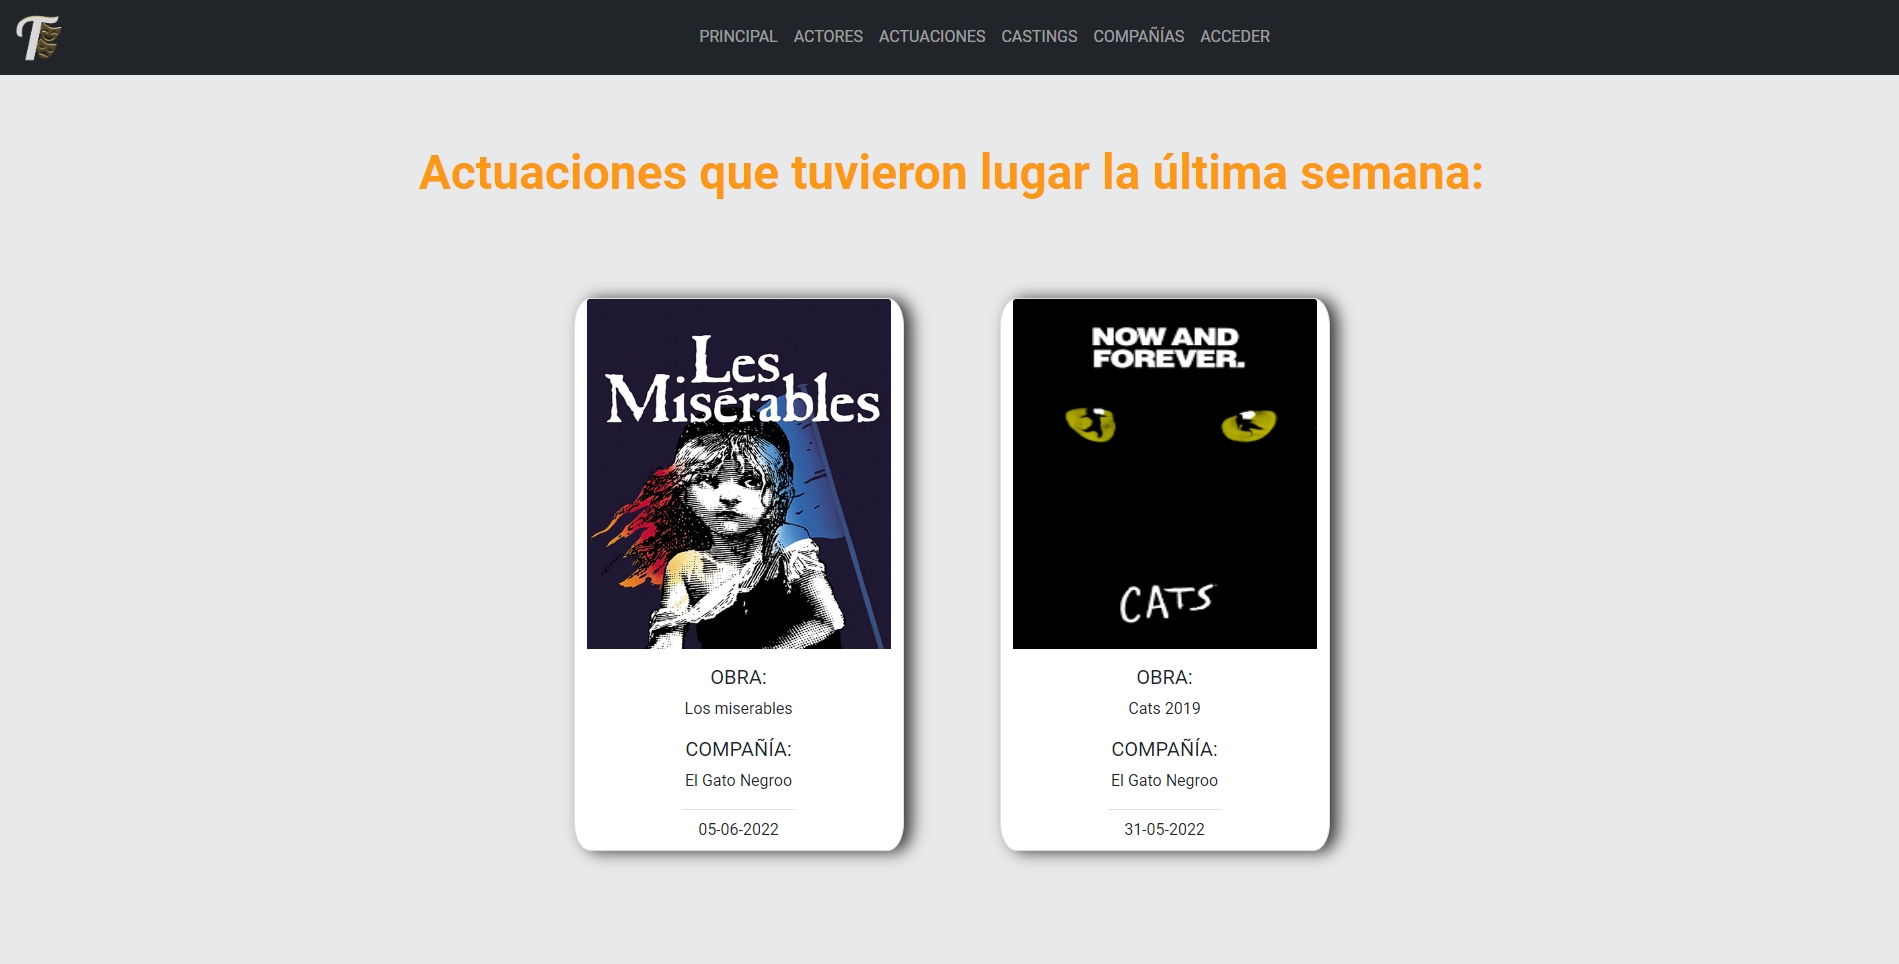 T
PRINCIPAL ACTORES ACTUACIONES CASTINGS COMPAÑÍAS ACCEDER
Actuaciones que tuvieron lugar la última semana:
Les
Misérables
OBRA:
Los miserables
COMPAÑÍA:
El Gato Negroo
05-06-2022
NOW AND
FOREVER.
CATS
OBRA:
Cats 2019
COMPAÑÍA:
El Gato Negroo
31-05-2022